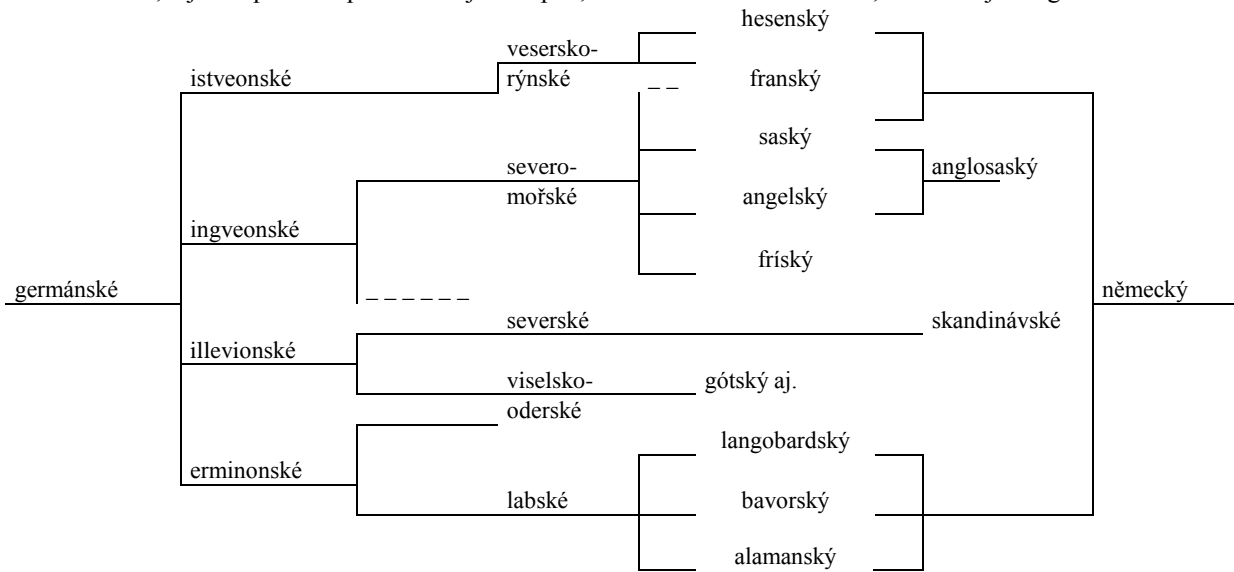 hesenský
vesersko-
istveonské rýnské _ _ franský
saský
severo- anglosaský
mořské angelský
ingveonské
fríský
germánské _ _ _ _ _ _ německý
severské skandinávské
illevionské
viselsko- gótský aj.
oderské
langobardský
erminonské
labské bavorský
alamanský